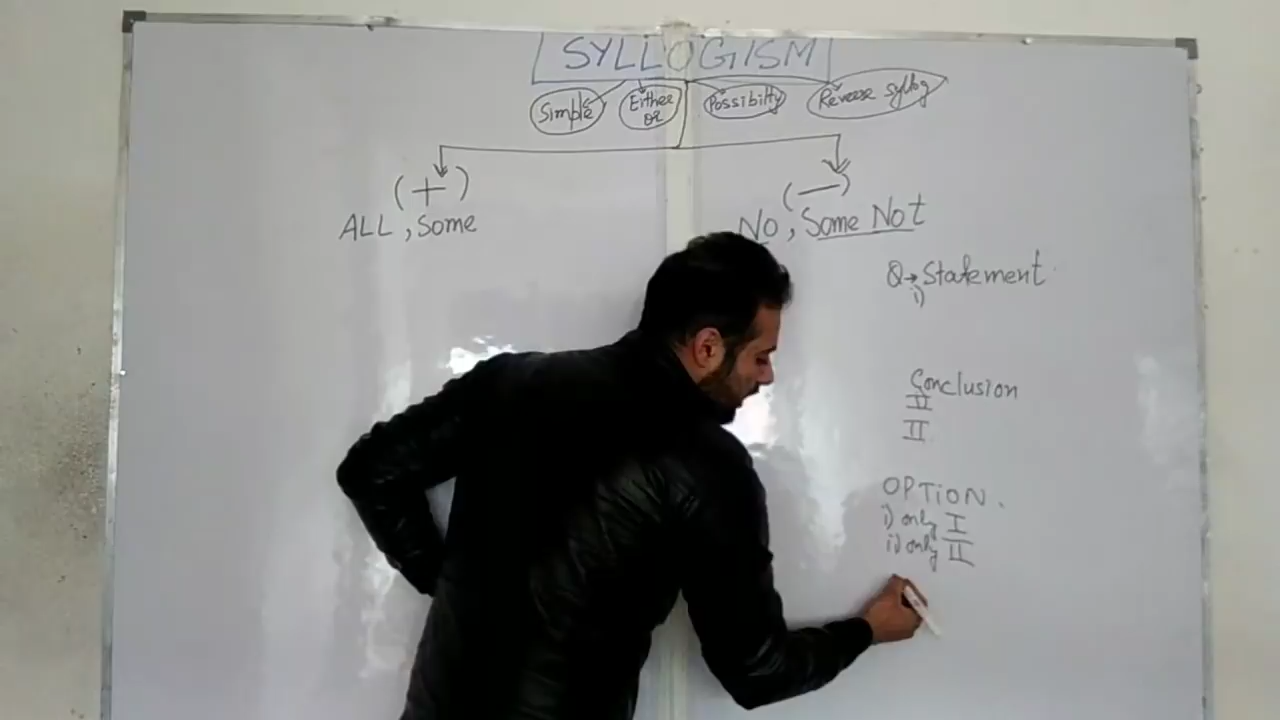 SYLLOGISM
Simple
Either
OR
Possibilty
Reverse syllog
(+)
ALL, Some
(—)
NO, Some Not
Q→ Statement
i)
Conclusion
II
OPTION.
i) only I
ii) only II